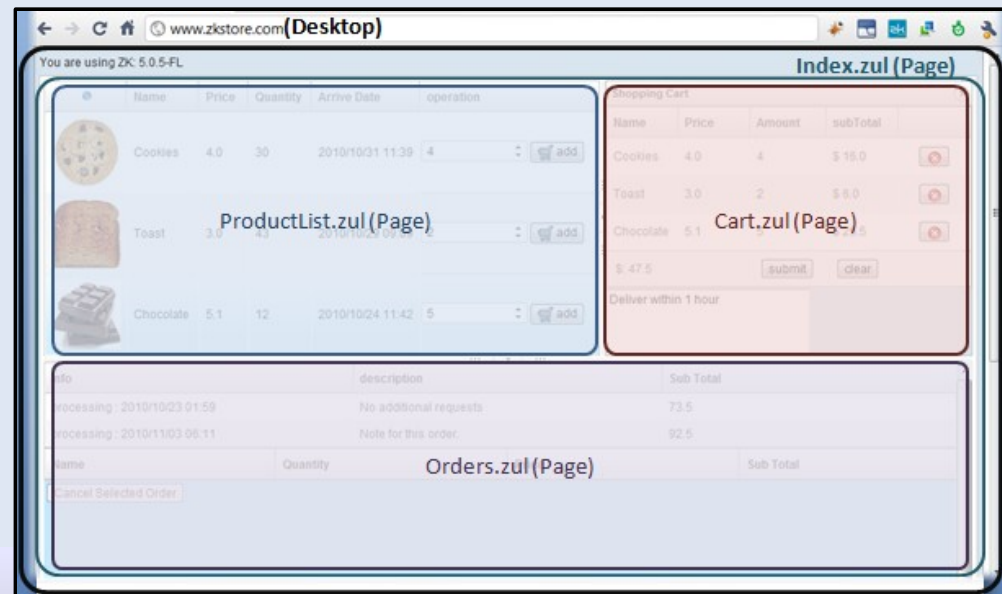 www.zkstore.com(Desktop)
You are using ZK: 5.0.5-FL
Index.zul (Page)
Name Price Quantity Arrive Date operation
Cookies 4.0 30 2010/10/31 11:39 4 add
Toast 3.0 add
Chocolate 5.1 12 2010/10/24 11:42 5 add
ProductList.zul (Page)
Shopping Cart
Name Price Amount subTotal
Cookies 4.0 4 $ 16.0
Toast 3.0 2 $ 6.0
Chocolate 5.1
Cart.zul (Page)
$: 47.5 submit clear
Deliver within 1 hour
info description Sub Total
processing : 2010/10/23 01:59 No additional requests 73.5
processing : 2010/11/03 06:11 Note for this order. 92.5
Name Quantity Sub Total
Orders.zul (Page)
Cancel Selected Order